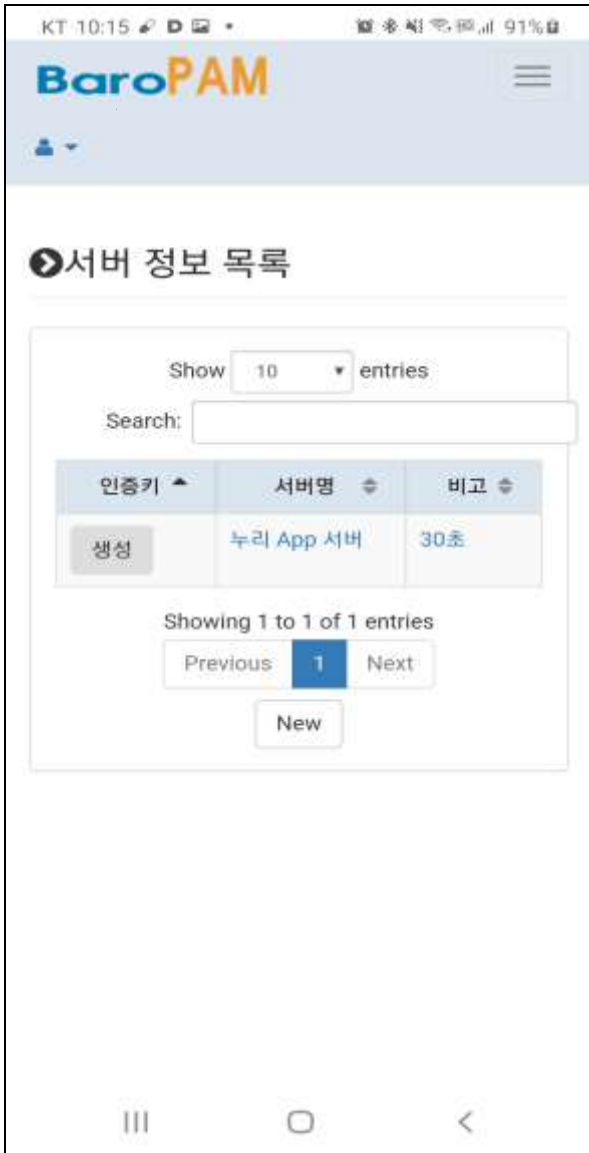 KT 10:15
91%
BaroPAM
서버 정보 목록
Show 10 entries
Search:
인증키 서버명 비고
생성 누리 App 서버 30초
Showing 1 to 1 of 1 entries
Previous 1 Next
New